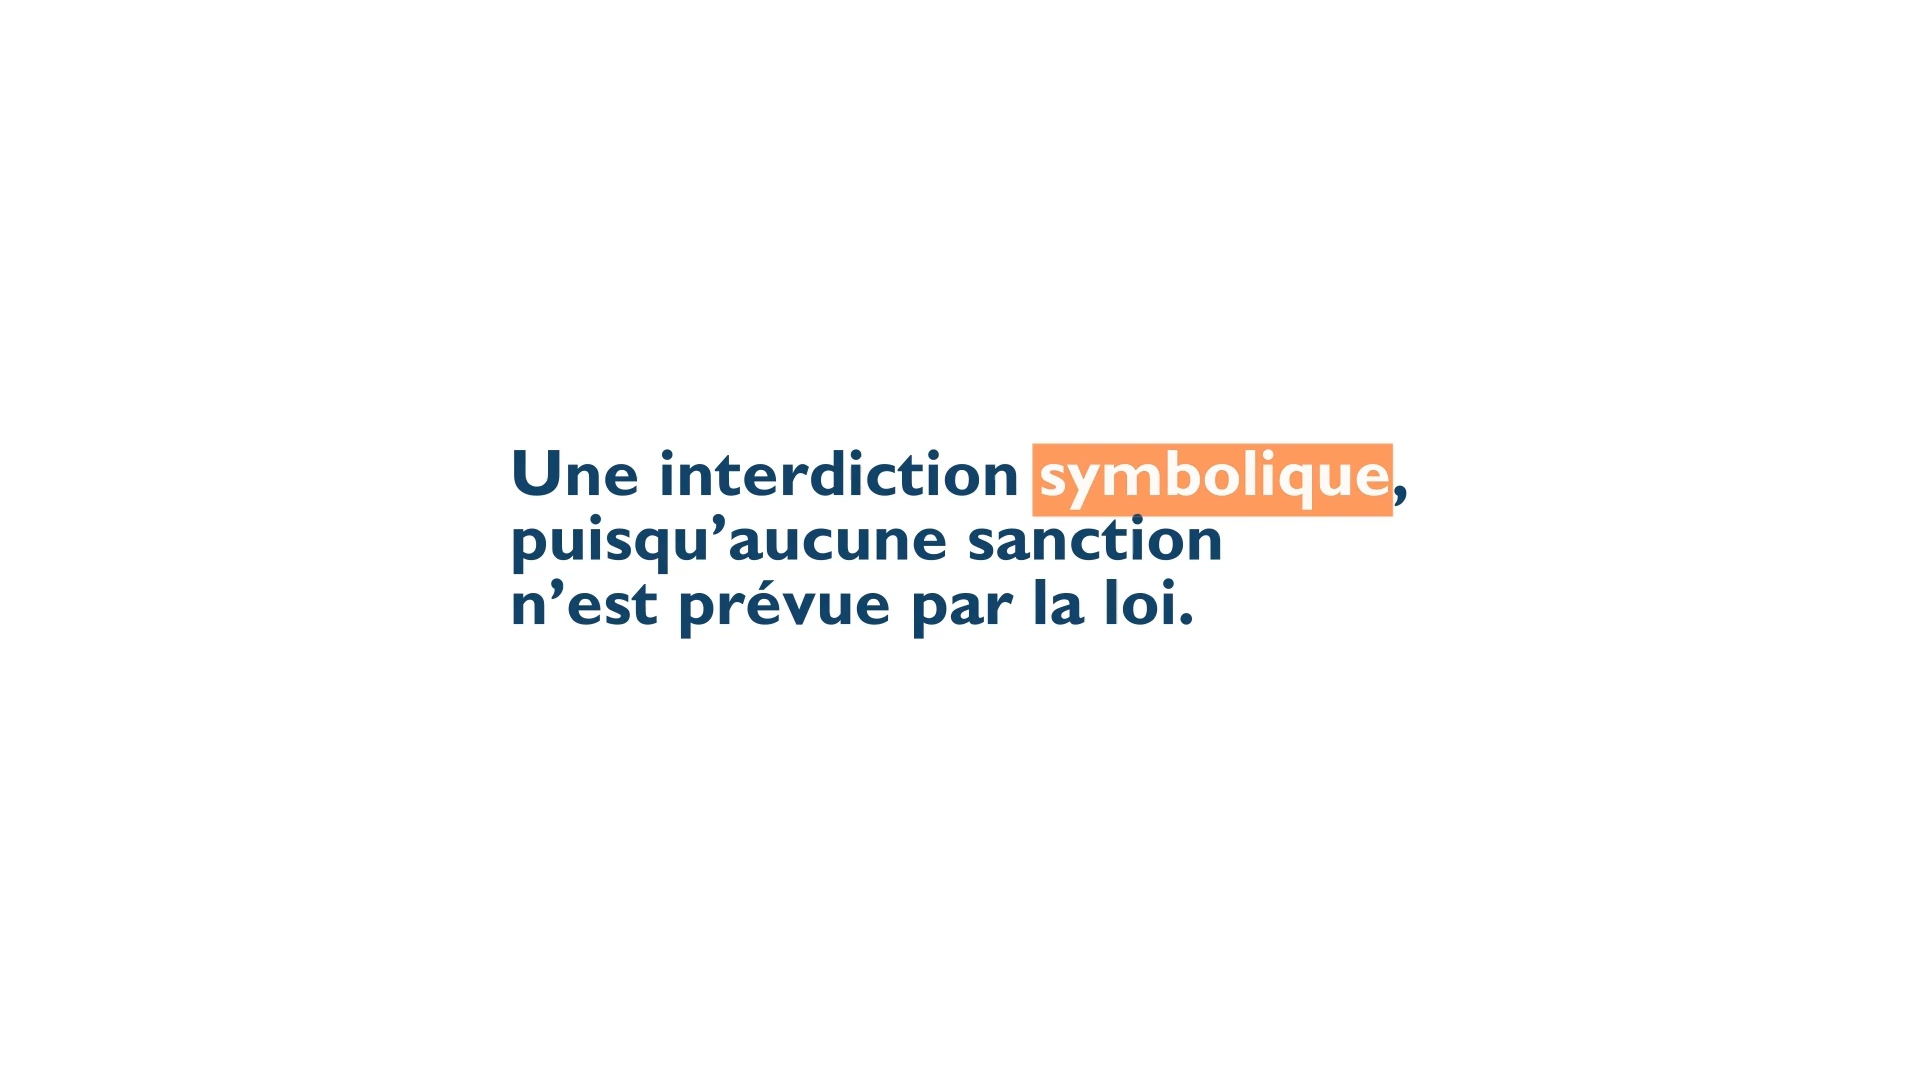 Une interdiction symbolique,
puisqu’aucune sanction
n’est prévue par la loi.